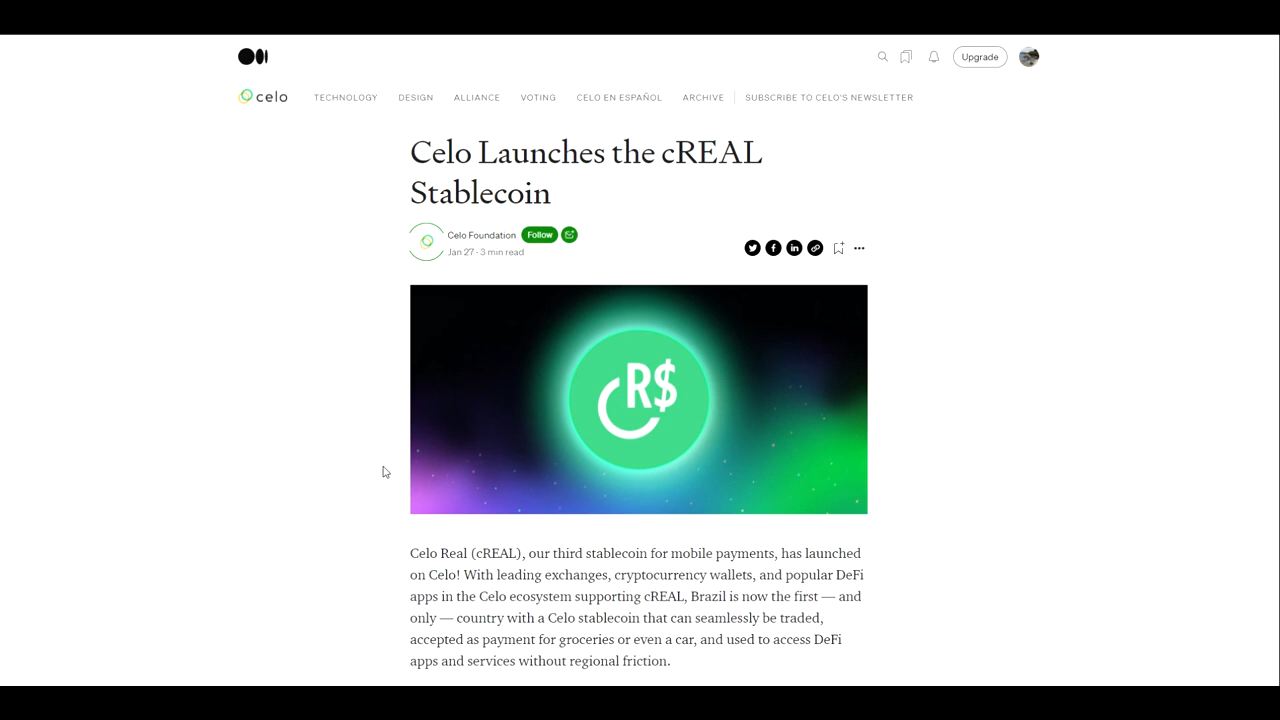 Upgrade
celo
TECHNOLOGY DESIGN ALLIANCE VOTING CELO EN ESPAÑOL ARCHIVE SUBSCRIBE TO CELO'S NEWSLETTER
Celo Launches the cREAL
Stablecoin
Celo Foundation Follow
Jan 27 · 3 min read
R$
Celo Real (cREAL), our third stablecoin for mobile payments, has launched
on Celo! With leading exchanges, cryptocurrency wallets, and popular DeFi
apps in the Celo ecosystem supporting cREAL, Brazil is now the first — and
only — country with a Celo stablecoin that can seamlessly be traded,
accepted as payment for groceries or even a car, and used to access DeFi
apps and services without regional friction.